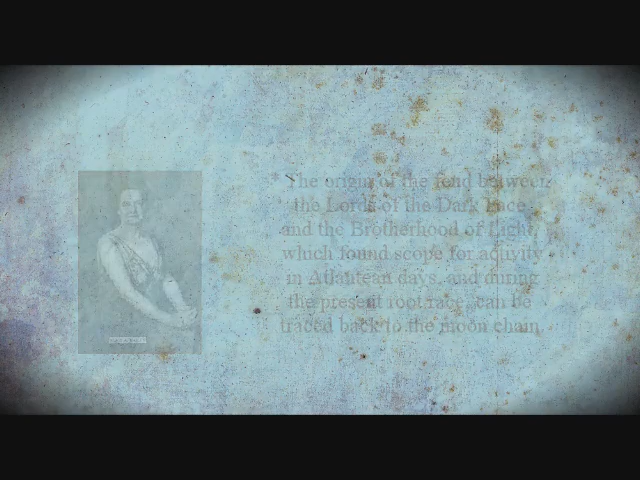 The origin of the feud between
the Lords of the Dark Face
and the Brotherhood of Light,
which found scope for activity
in Atlantean days, and during
the present root race, can be
traced back to the moon chain.